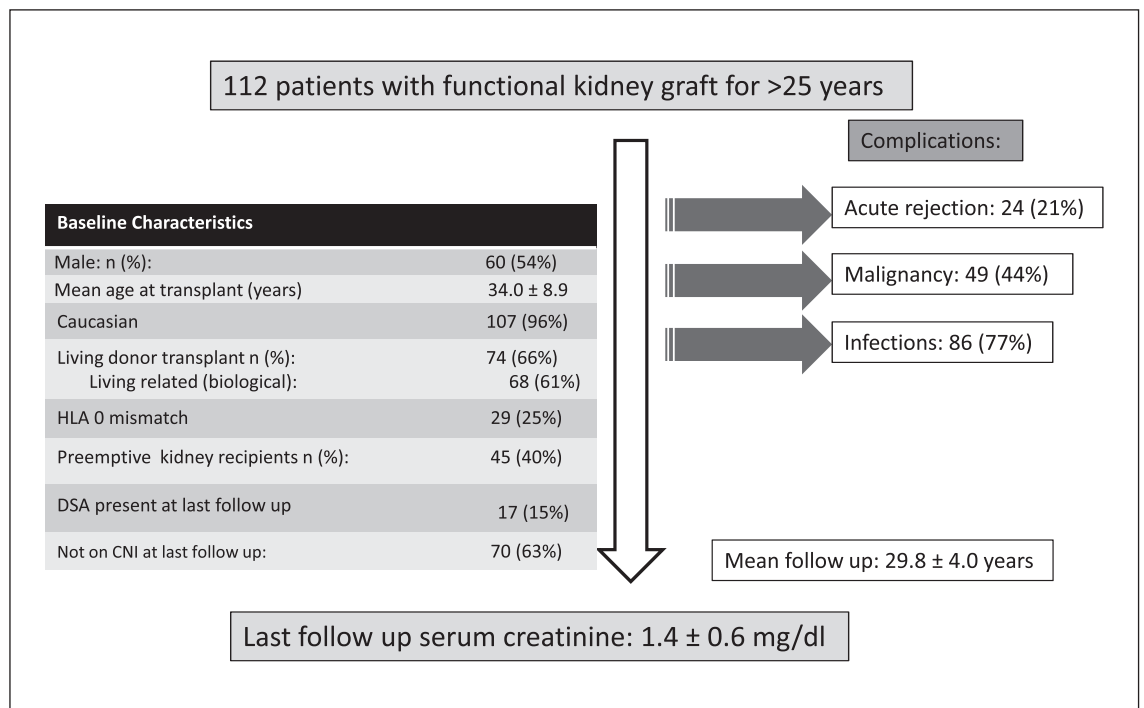 112 patients with functional kidney graft for >25 years
Complications:
Acute rejection: 24 (21%)
Malignancy: 49 (44%)
Infections: 86 (77%)
Baseline Characteristics
Male: n (%): 60 (54%)
Mean age at transplant (years) 34.0 ± 8.9
Caucasian 107 (96%)
Living donor transplant n (%): 74 (66%)
Living related (biological): 68 (61%)
HLA 0 mismatch 29 (25%)
Preemptive kidney recipients n (%): 45 (40%)
DSA present at last follow up 17 (15%)
Not on CNI at last follow up: 70 (63%)
Mean follow up: 29.8 ± 4.0 years
Last follow up serum creatinine: 1.4 ± 0.6 mg/dl